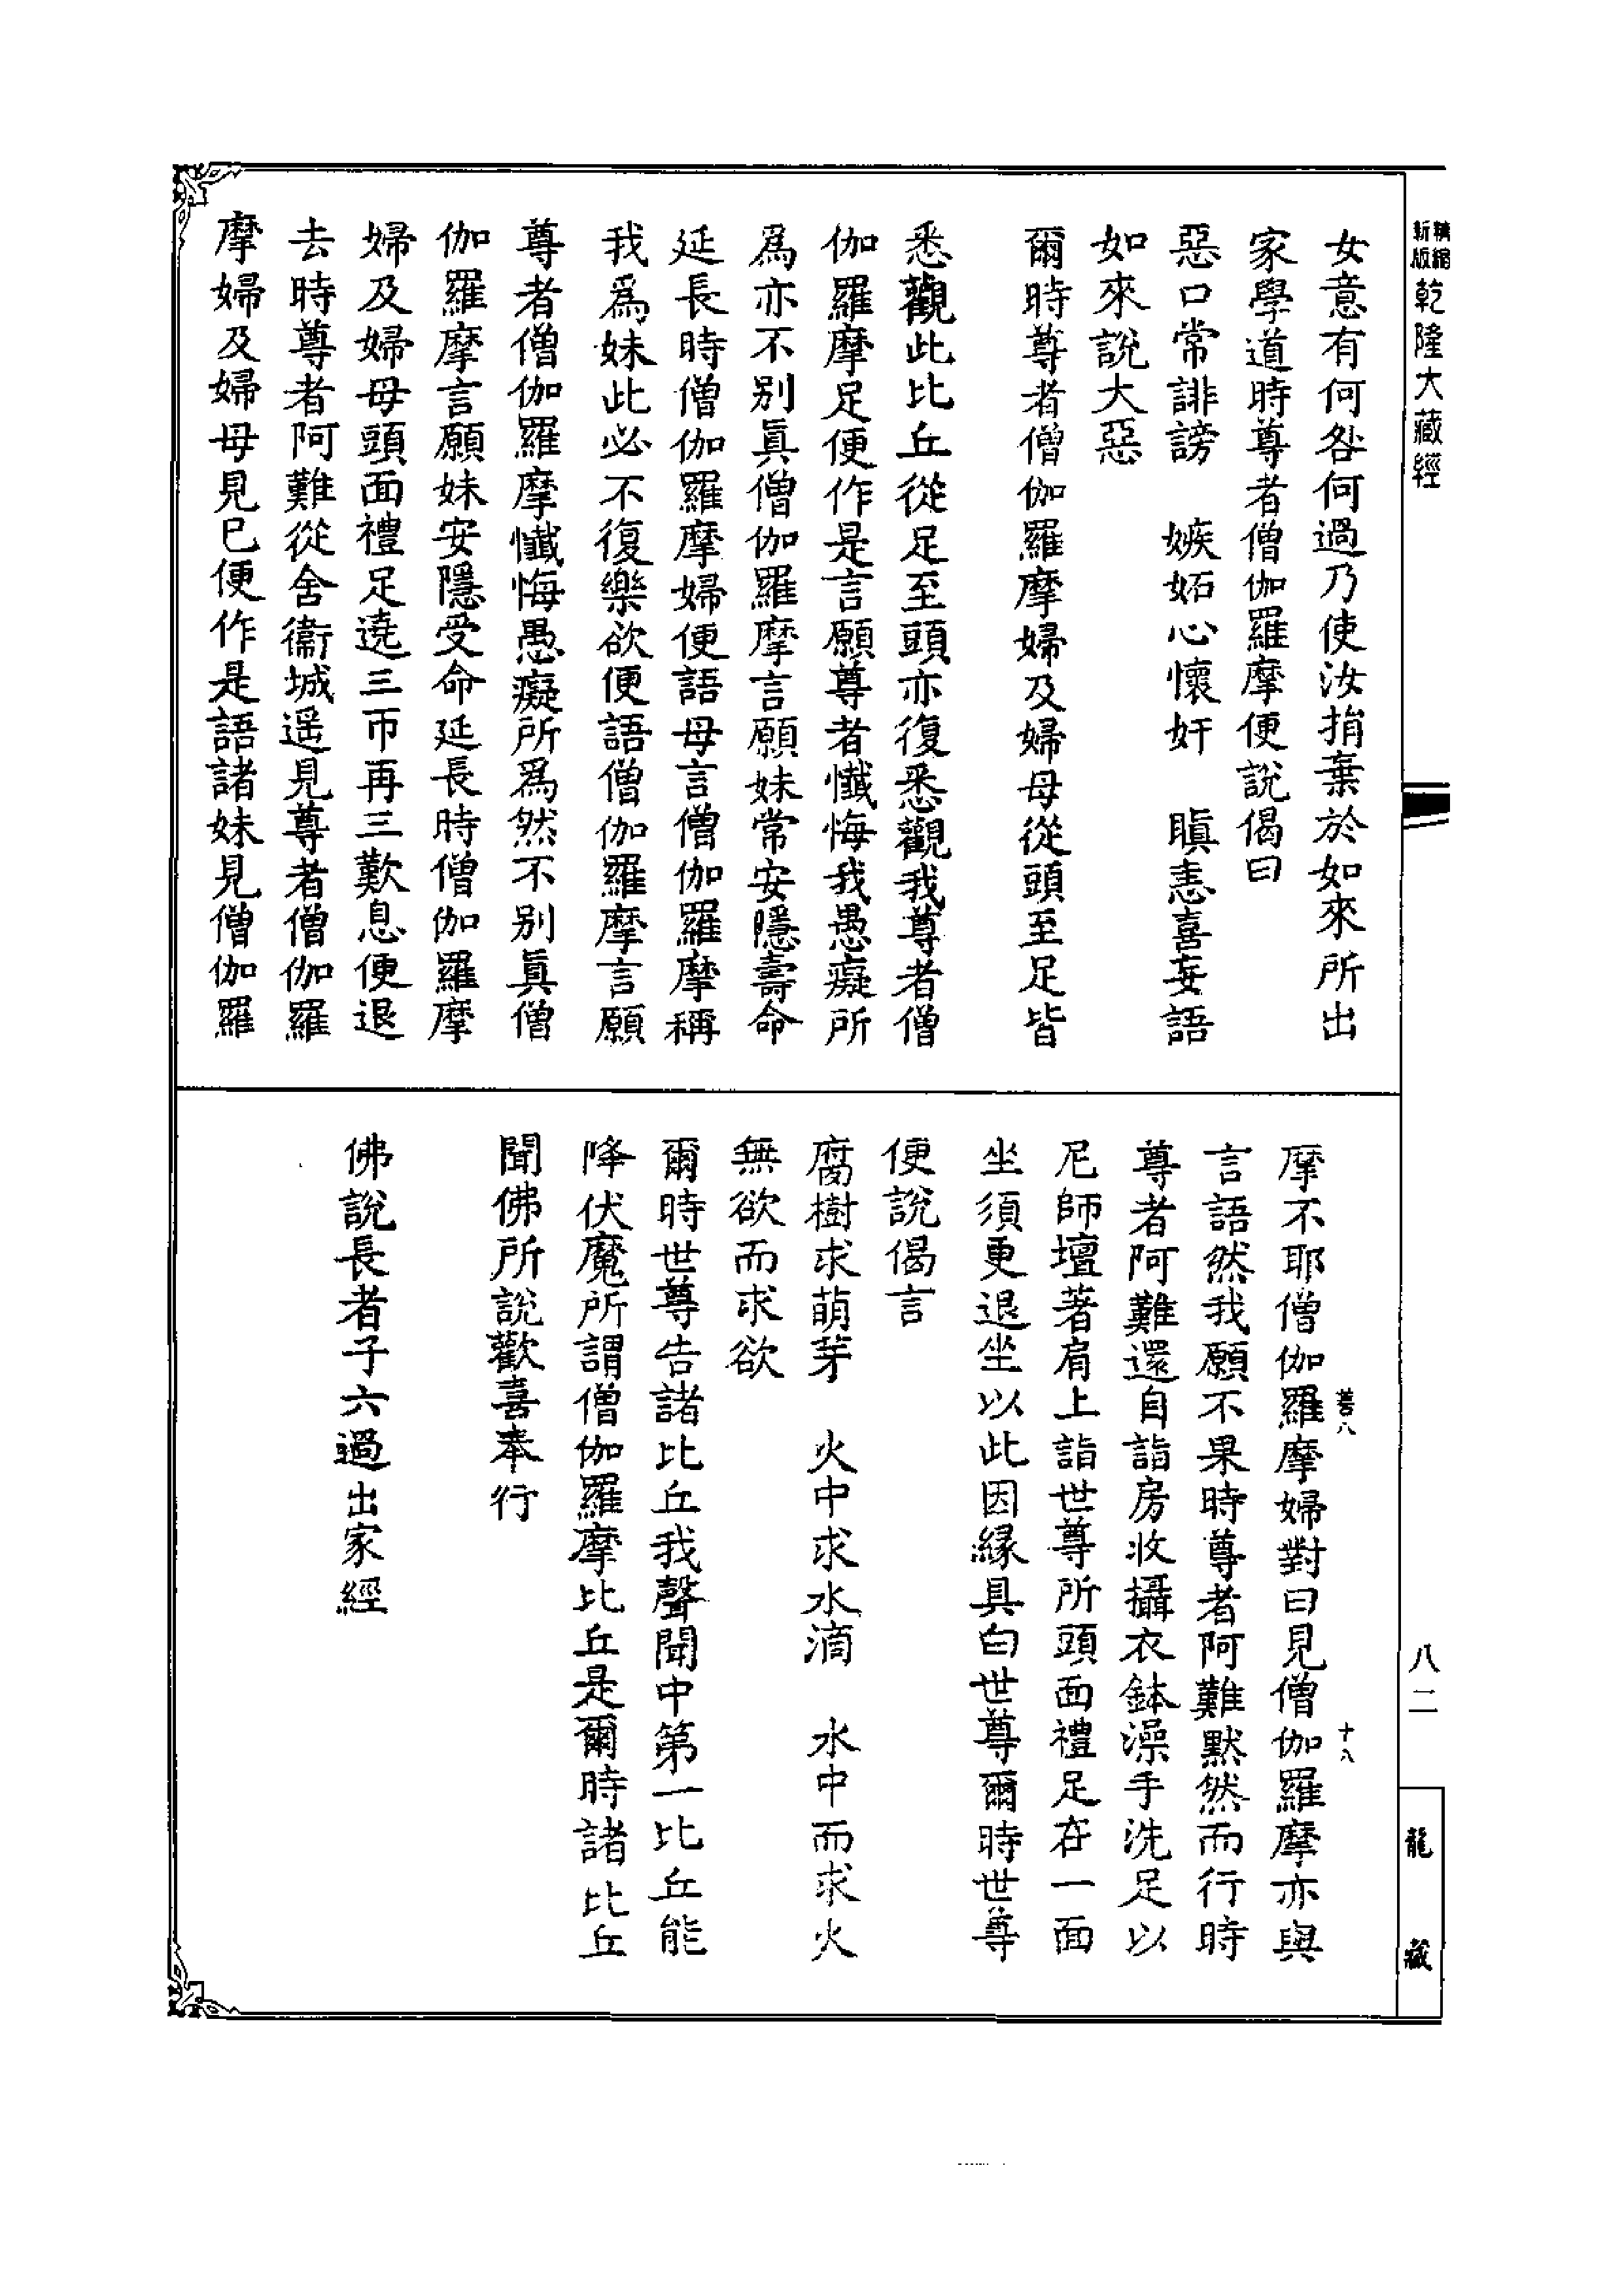 精縮新版乾隆大藏經
女意有何咎何過乃使汝捐棄於如來所出
家學道時尊者僧伽羅摩便說偈曰
惡口常誹謗　嫉妬心懷奸　瞋恚喜妄語
如來說大惡
爾時尊者僧伽羅摩婦及婦母從頭至足皆
悉觀此比丘從足至頭亦復悉觀我尊者僧
伽羅摩足便作是言願尊者懺悔我愚癡所
為亦不別眞僧伽羅摩言願妹常安隱壽命
延長時僧伽羅摩婦便語母言僧伽羅摩稱
我爲妹此必不復樂欲便語僧伽羅摩言願
尊者僧伽羅摩懺悔愚癡所爲然不別眞僧
伽羅摩言願妹安隱受命延長時僧伽羅摩
婦及婦母頭面禮足遶三帀再三歎息便退
去時尊者阿難從舍衞城遥見尊者僧伽羅
摩婦及婦母見已便作是語諸妹見僧伽羅
摩不耶僧伽羅摩婦對曰見僧伽羅摩亦與
言語然我願不果時尊者阿難默然而行時
尊者阿難還自詣房收攝衣鉢澡手洗足以
尼師壇著肩上詣世尊所頭面禮足在一面
坐須更退坐以此因緣具白世尊爾時世尊
便說偈言
腐樹求萌芽　火中求水滴　水中而求火
無欲而求欲
爾時世尊告諸比丘我聲聞中第一比丘能
降伏魔所謂僧伽羅摩比丘是爾時諸比丘
聞佛所說歡喜奉行
佛說長者子六過出家經
八二
龍藏
十八